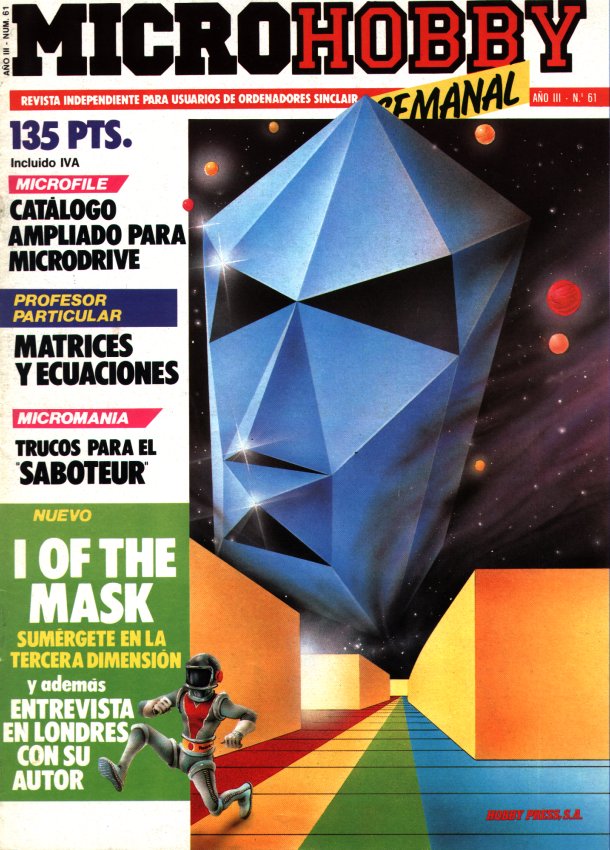 AÑO III - NUM. 61
MICROHOBBY
SEMANAL
REVISTA INDEPENDIENTE PARA USUARIOS DE ORDENADORES SINCLAIR
AÑO III - N.º 61
135 PTS.
Incluido IVA
MICROFILE
CATÁLOGO
AMPLIADO PARA
MICRODRIVE
PROFESOR
PARTICULAR
MATRICES
Y ECUACIONES
MICROMANIA
TRUCOS PARA EL
"SABOTEUR"
NUEVO
I OF THE
MASK
SUMÉRGETE EN LA
TERCERA DIMENSIÓN
y además
ENTREVISTA
EN LONDRES
CON SU
AUTOR
HOBBY PRESS, S.A.